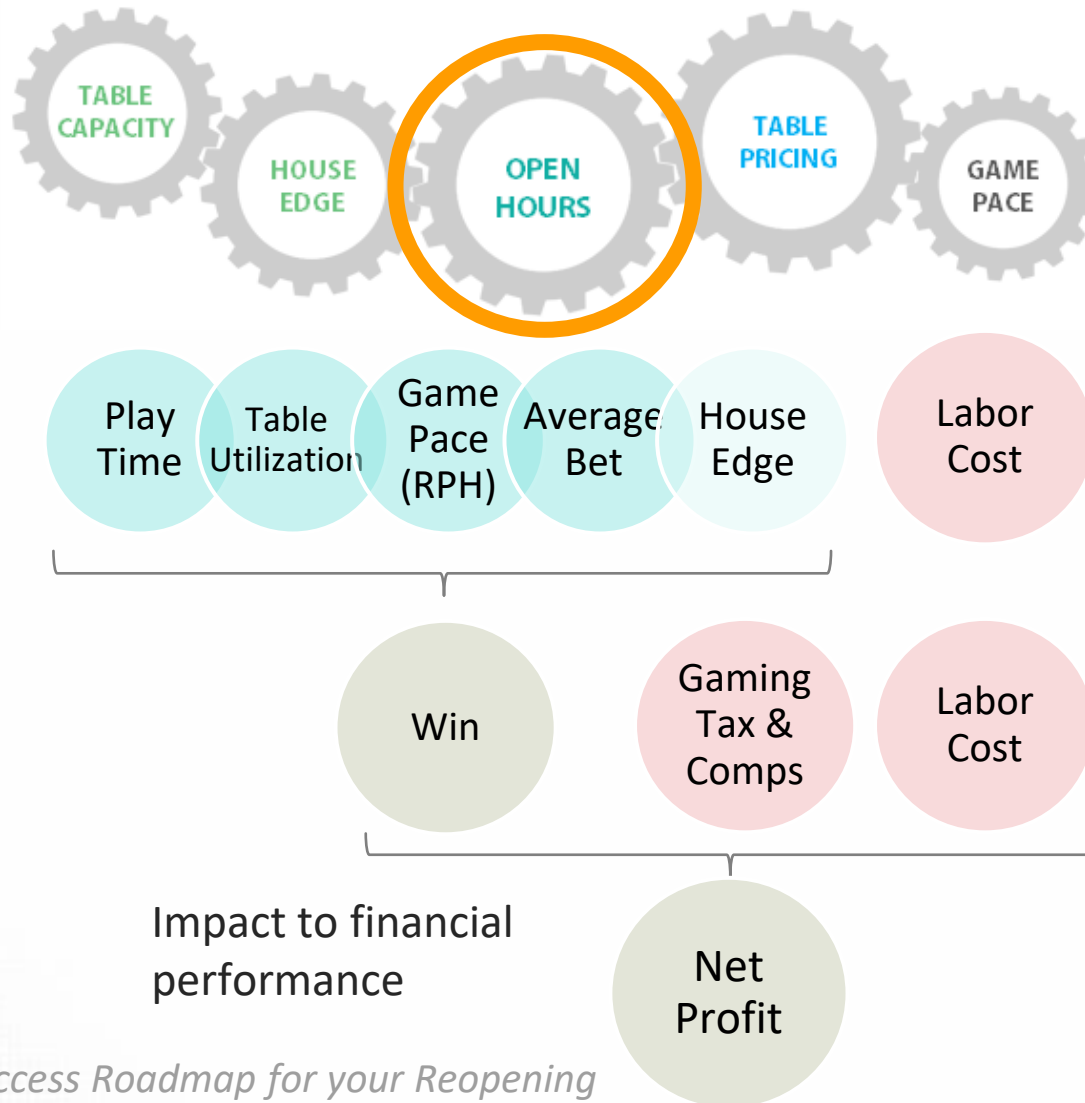 TABLE
CAPACITY
HOUSE
EDGE
OPEN
HOURS
TABLE
PRICING
GAME
PACE
Play
Time
Table
Utilization
Game
Pace
(RPH)
Average
Bet
House
Edge
Labor
Cost
Win
Gaming
Tax &
Comps
Labor
Cost
Impact to financial
performance
Net
Profit
ccess Roadmap for your Reopening